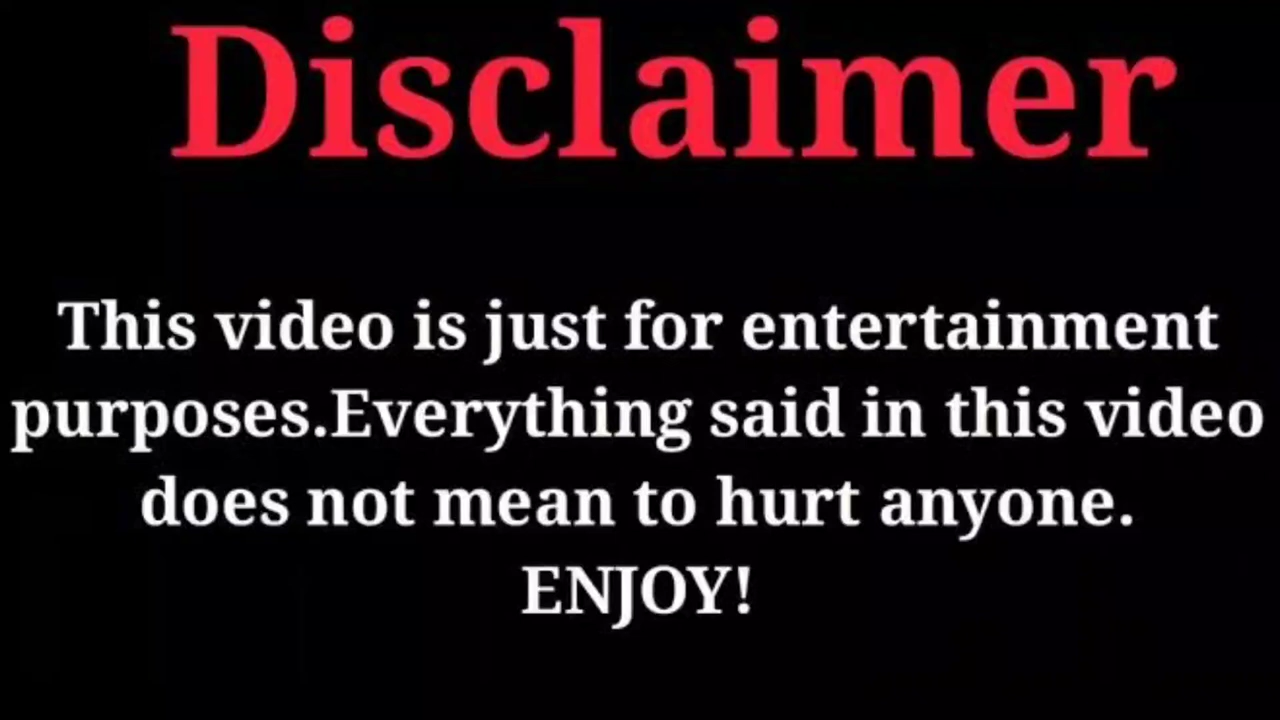 Disclaimer
This video is just for entertainment
purposes.Everything said in this video
does not mean to hurt anyone.
ENJOY!